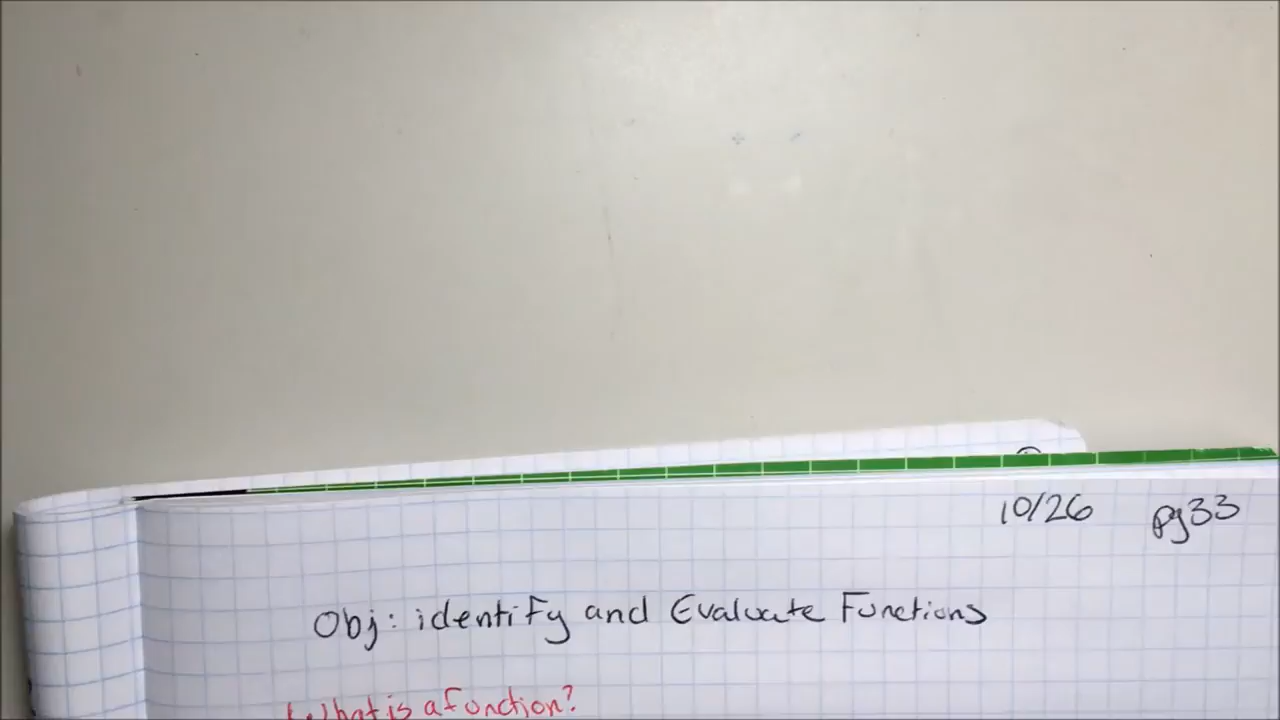 10/26 pg33
Obj: identify and Evaluate Functions
What is a function?